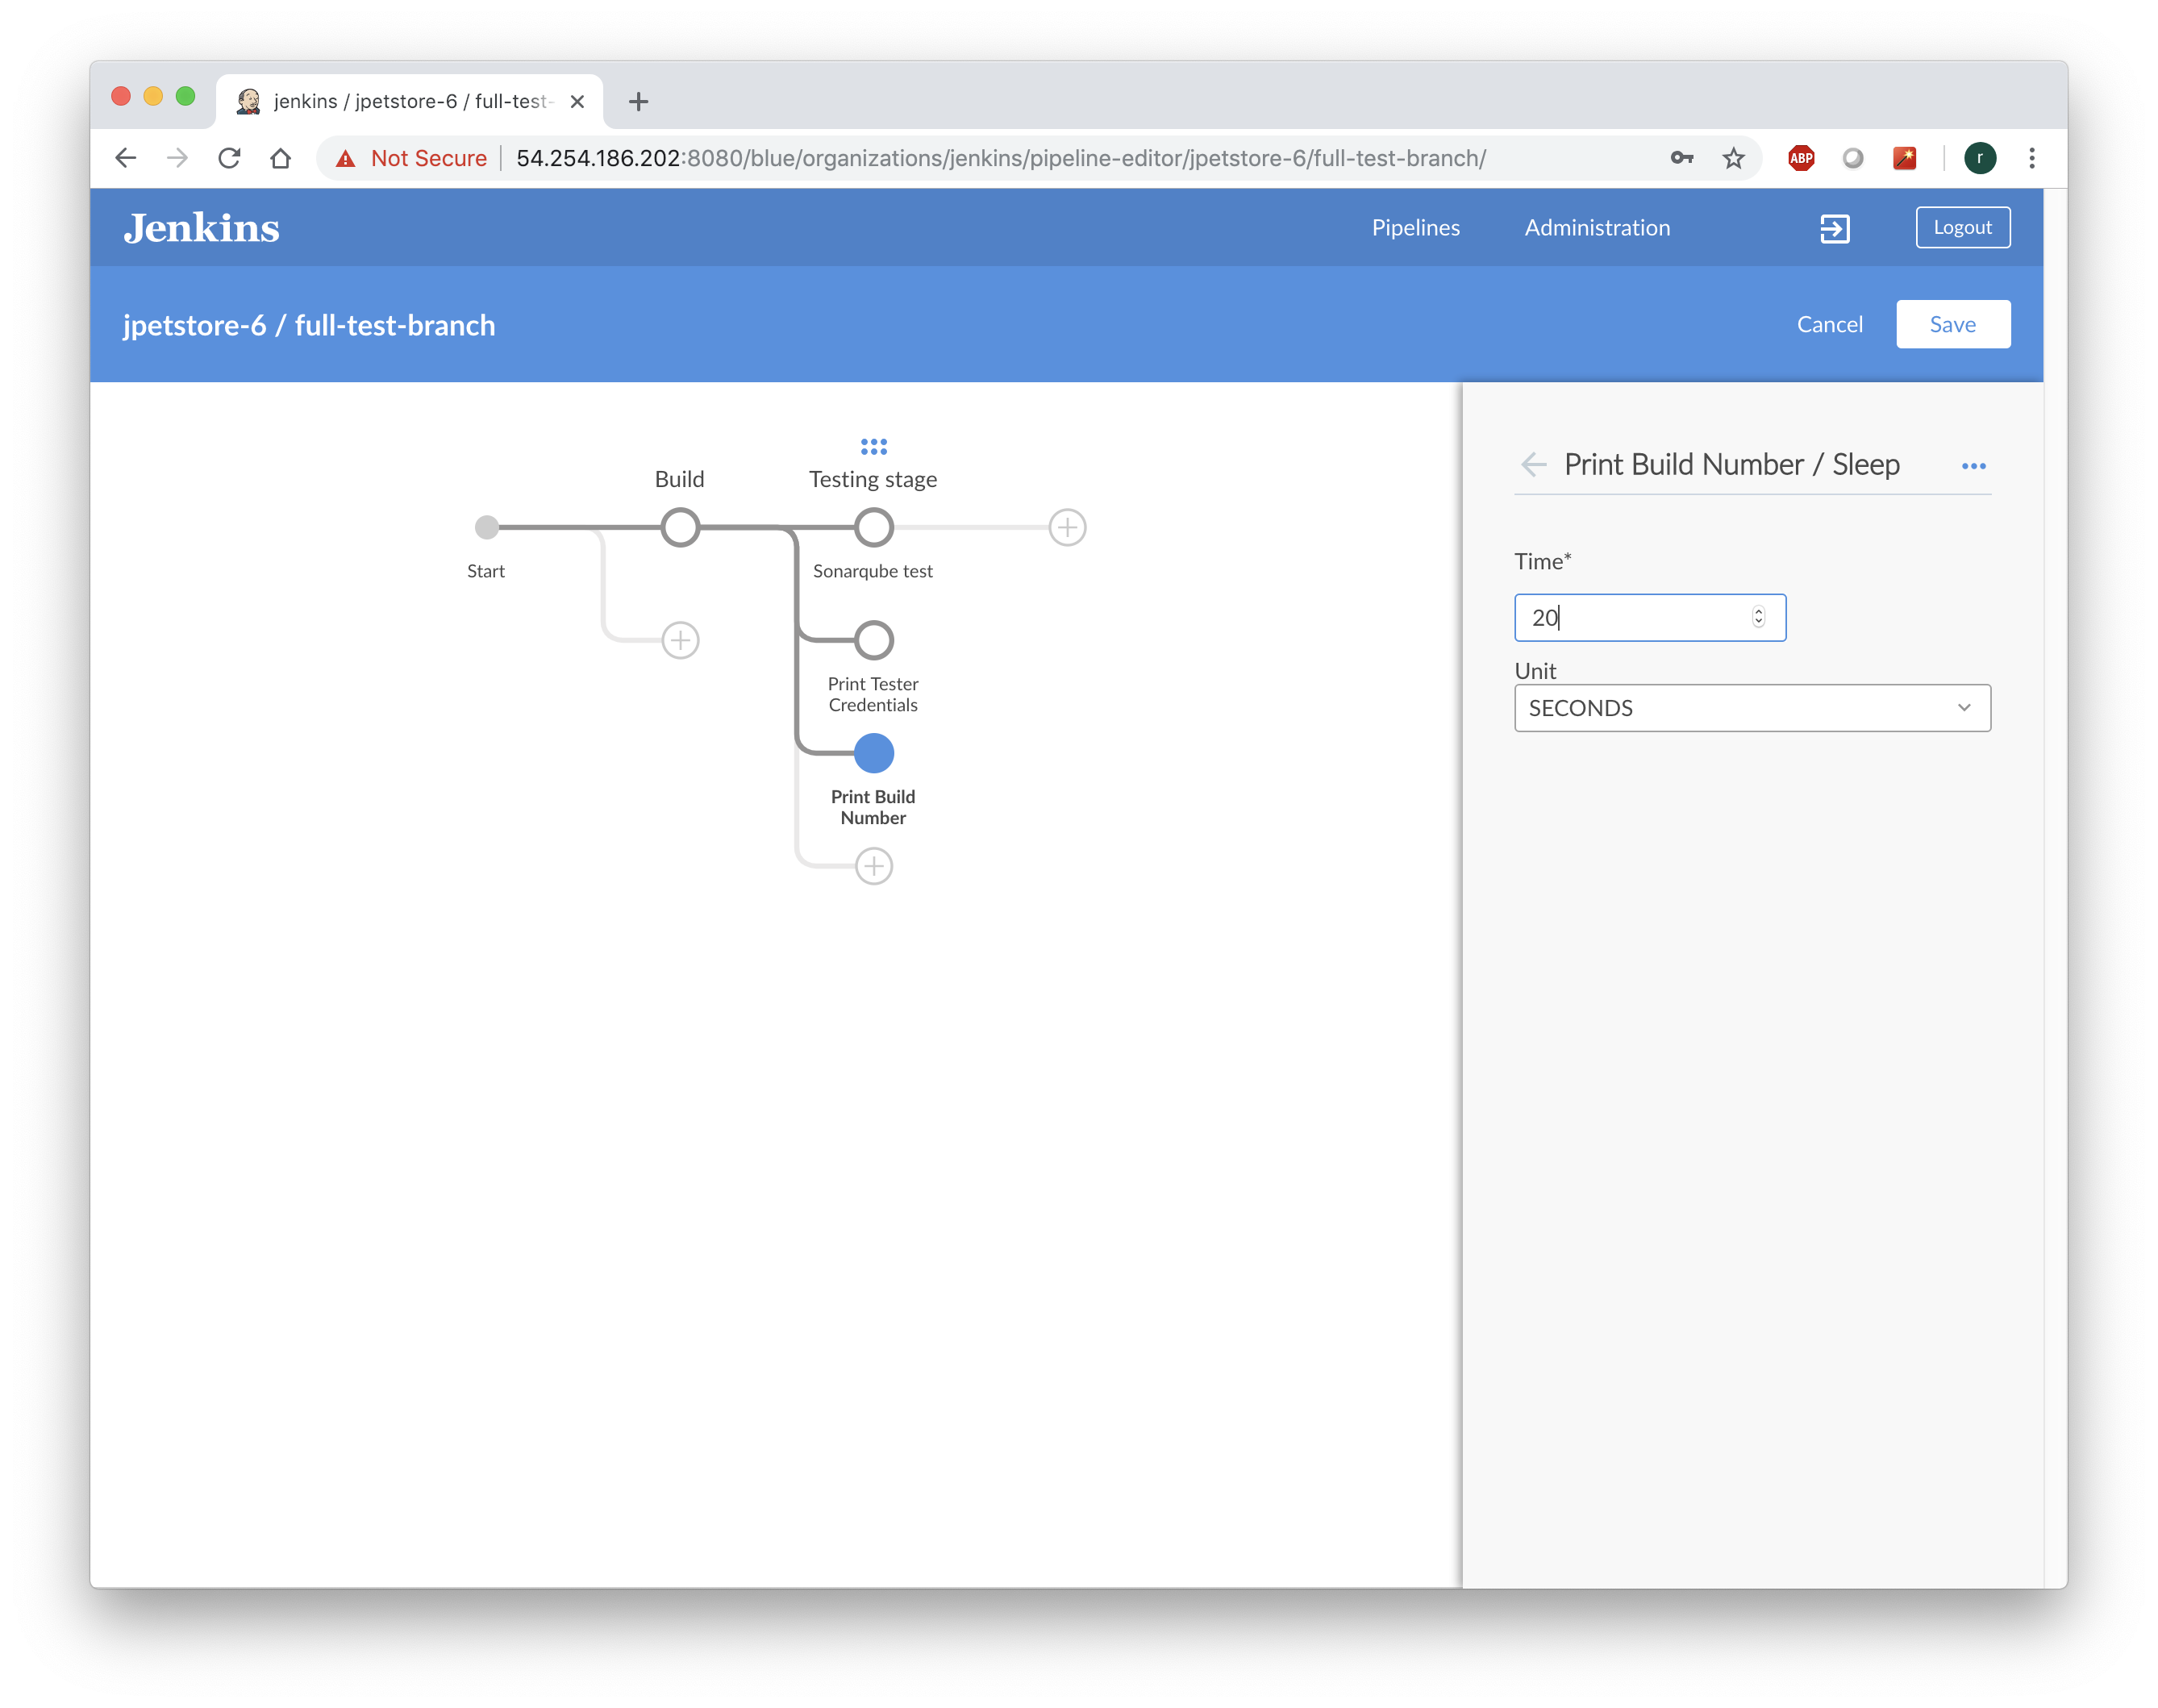 jenkins / jpetstore-6 / full-test-
Not Secure
54.254.186.202:8080/blue/organizations/jenkins/pipeline-editor/jpetstore-6/full-test-branch/
ABP
r
Jenkins
Pipelines
Administration
Logout
jpetstore-6 / full-test-branch
Cancel
Save
Build
Testing stage
Start
Sonarqube test
Print Tester
Credentials
Print Build
Number
Print Build Number / Sleep
Time*
20
Unit
SECONDS